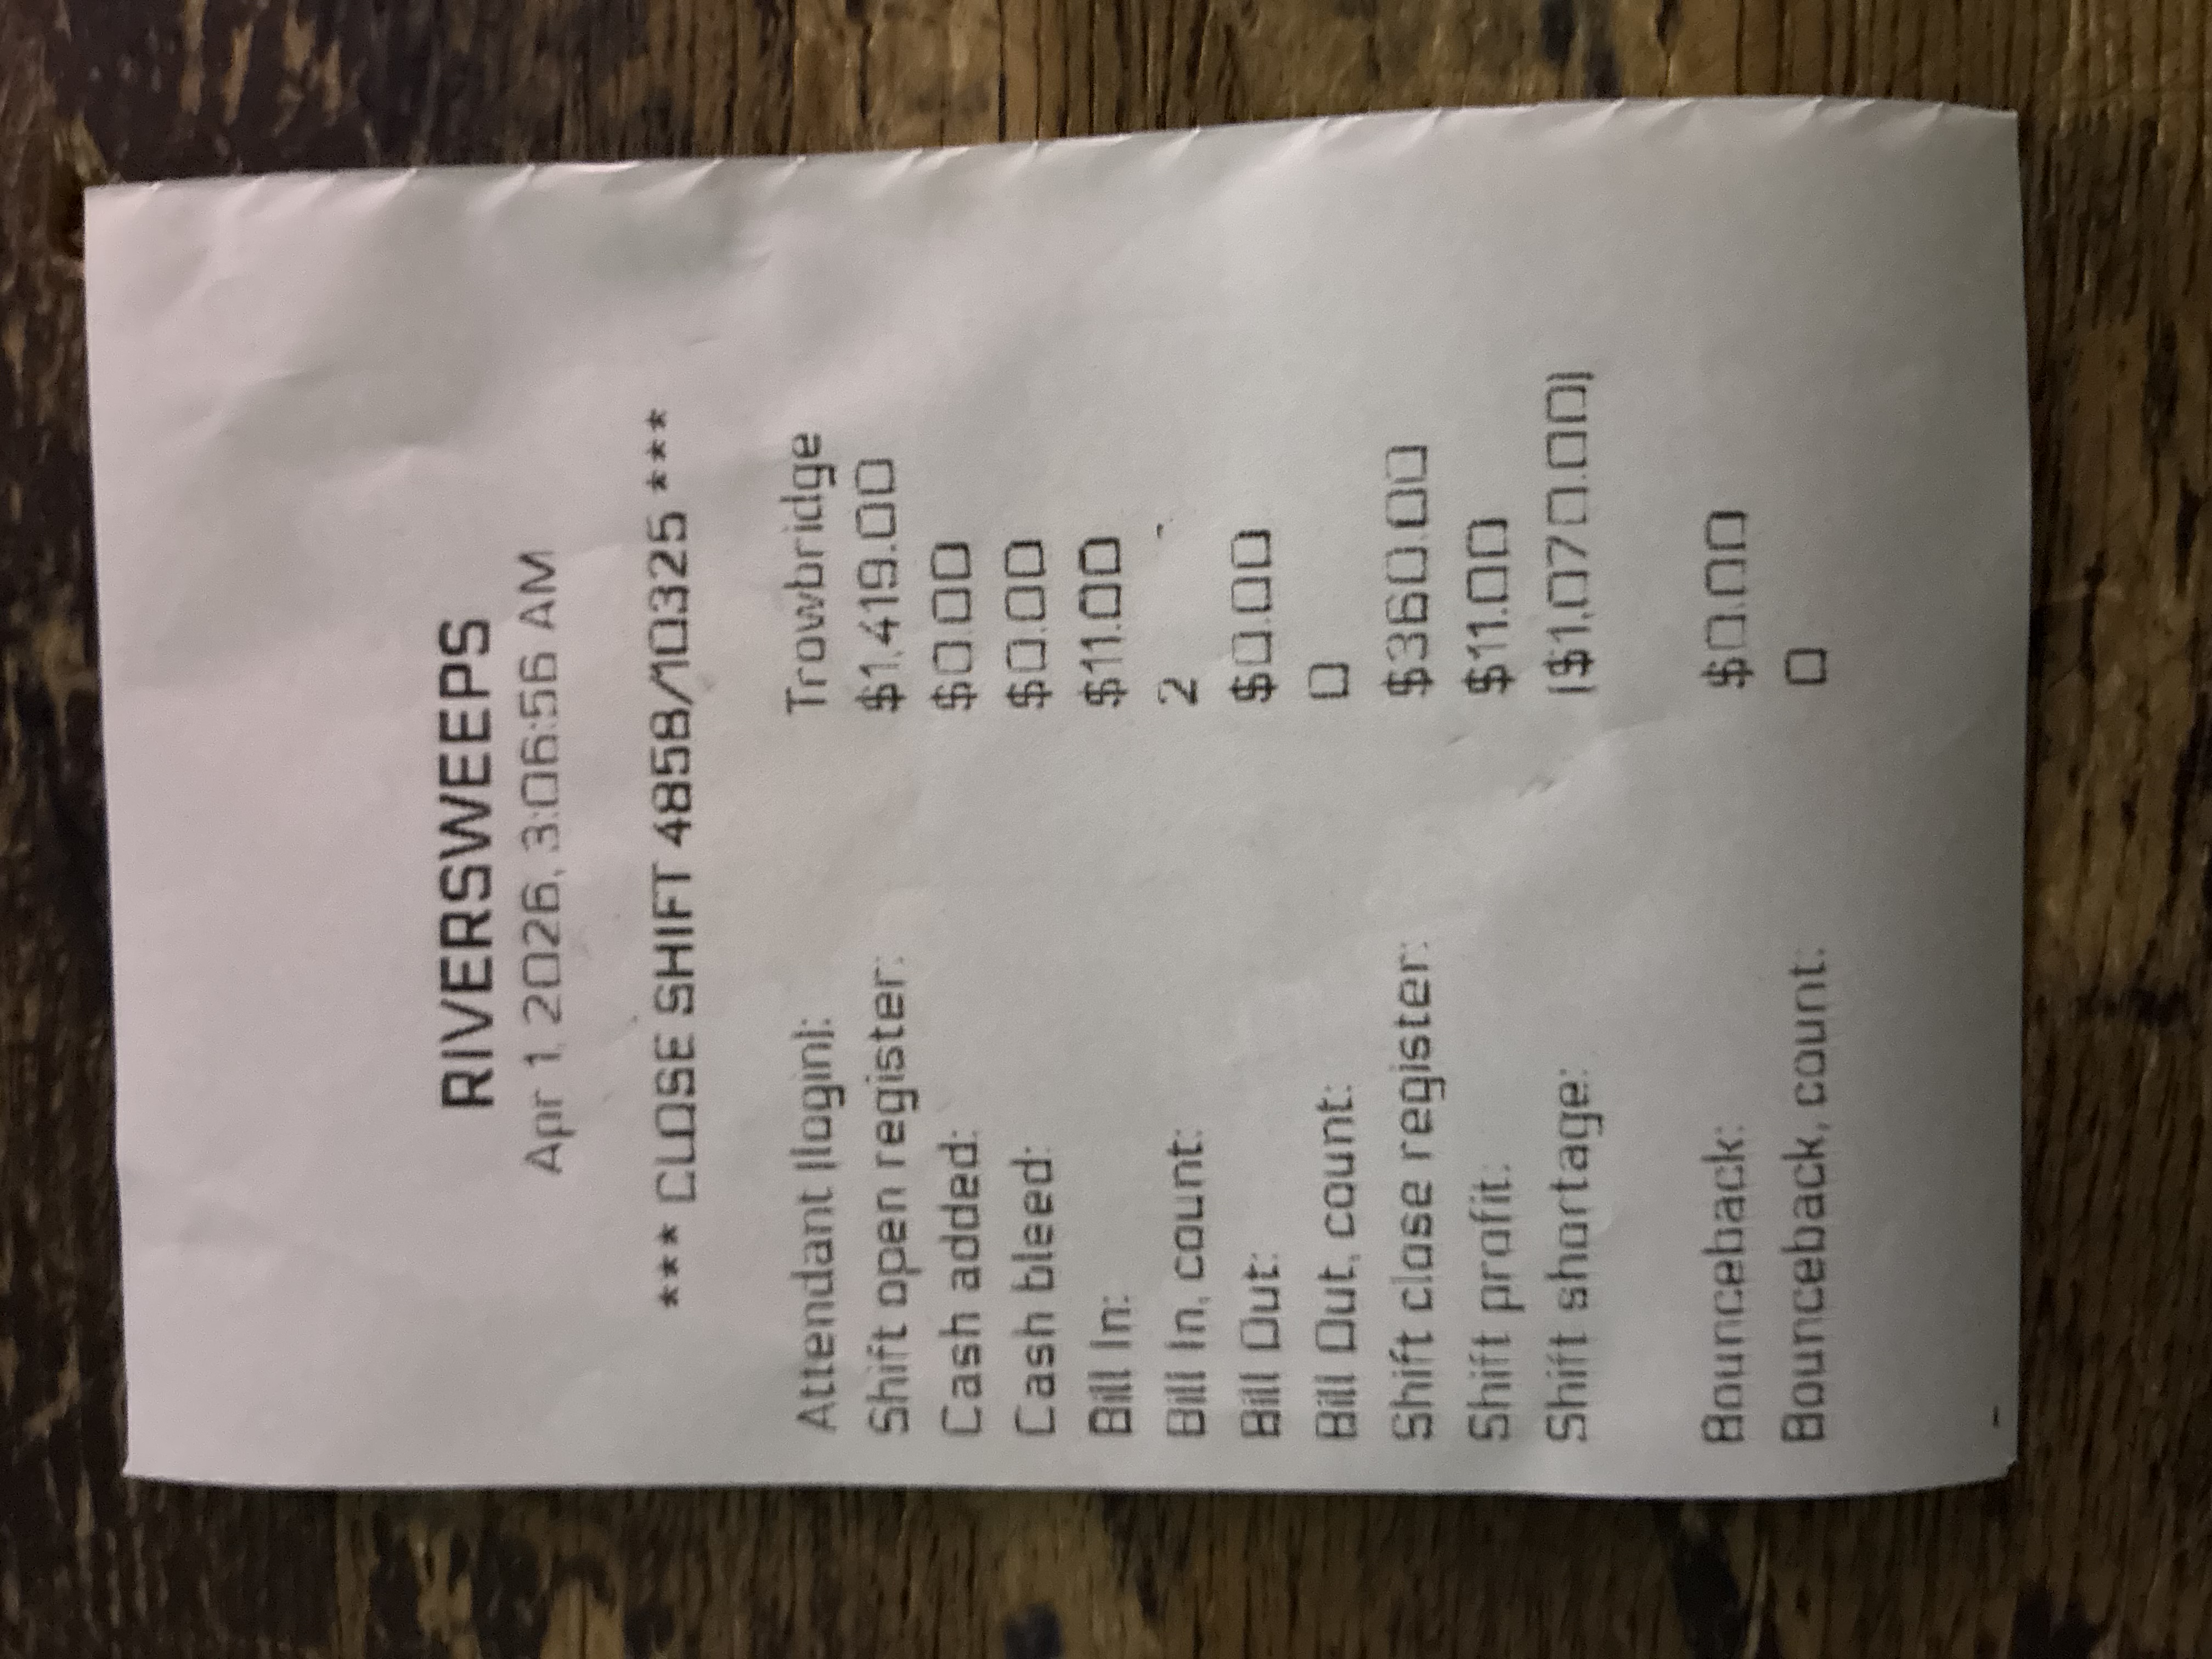 RIVERSWEEPS
Apr 1, 2026, 3:06:56 AM
*** CLOSE SHIFT 4858/10325 ***
Attendant (login): Trowbridge
Shift open register: $1,419.00
Cash added: $0.00
Cash bleed: $0.00
Bill In: $11.00
Bill In, count: 2
Bill Out: $0.00
Bill Out, count: 0
Shift close register: $360.00
Shift profit: $11.00
Shift shortage: ($1,070.00)
Bounceback: $0.00
Bounceback, count: 0